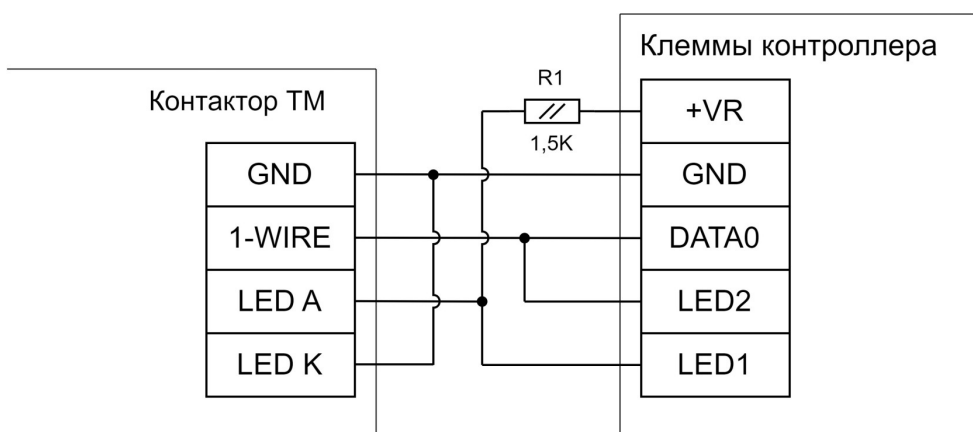 Клеммы контроллера
Контактор ТМ
R1
1,5K
GND
1-WIRE
LED A
LED K
+VR
GND
DATA0
LED2
LED1